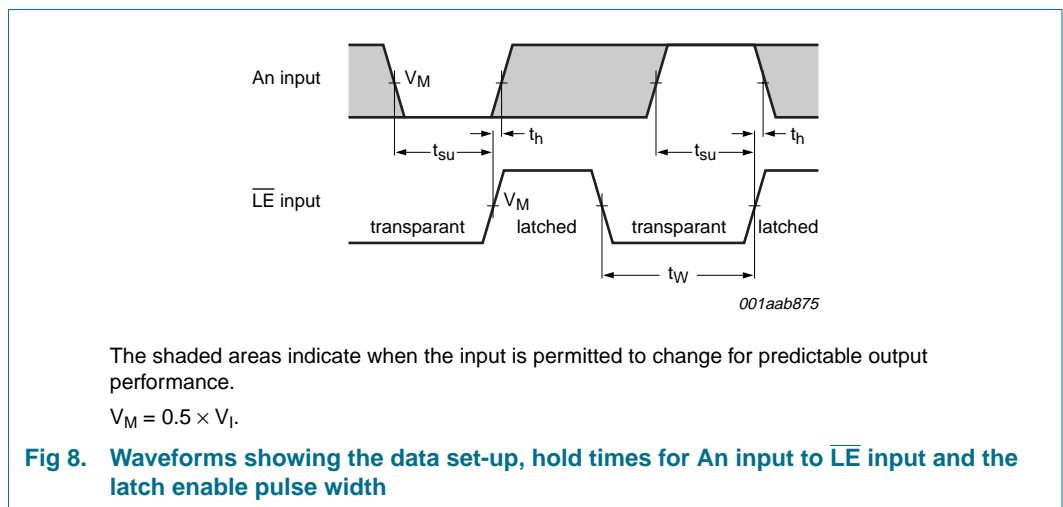 An input
V_M
t_h
t_h
t_su
t_su
L̅E̅ input
V_M
transparant
latched
transparant
latched
t_W
001aab875
The shaded areas indicate when the input is permitted to change for predictable output
performance.
V_M = 0.5 × V_I.
Fig 8. Waveforms showing the data set-up, hold times for An input to L̅E̅ input and the
latch enable pulse width